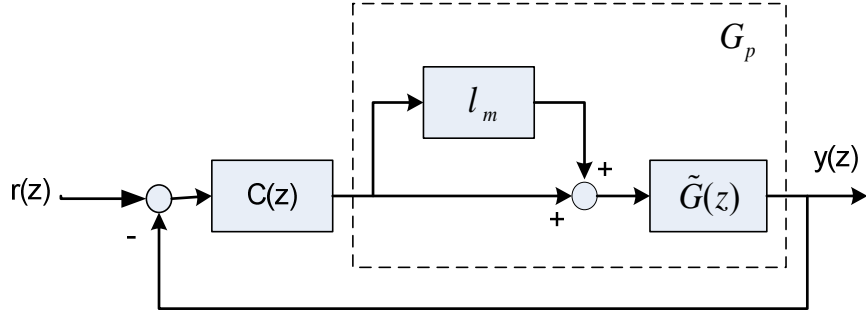 G_p
l_m
+
r(z)
C(z)
G̃(z)
y(z)
+
-